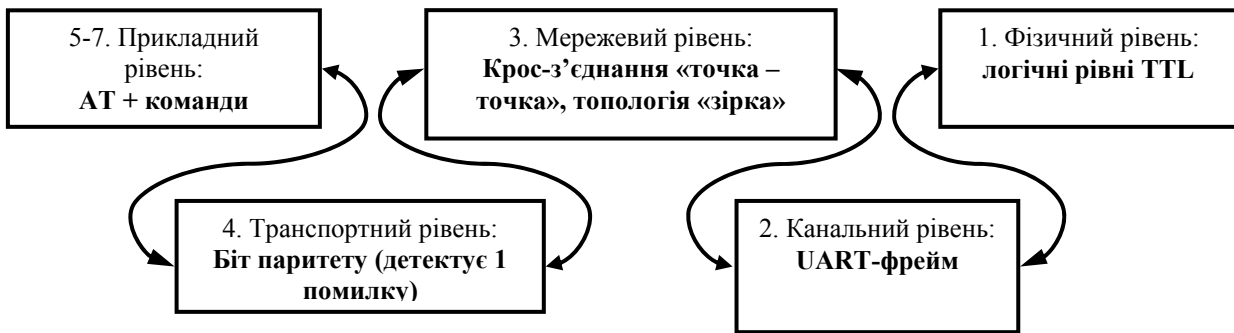 5-7. Прикладний
рівень:
АТ + команди
3. Мережевий рівень:
Крос-з’єднання «точка –
точка», топологія «зірка»
1. Фізичний рівень:
логічні рівні TTL
4. Транспортний рівень:
Біт паритету (детектує 1
помилку)
2. Канальний рівень:
UART-фрейм